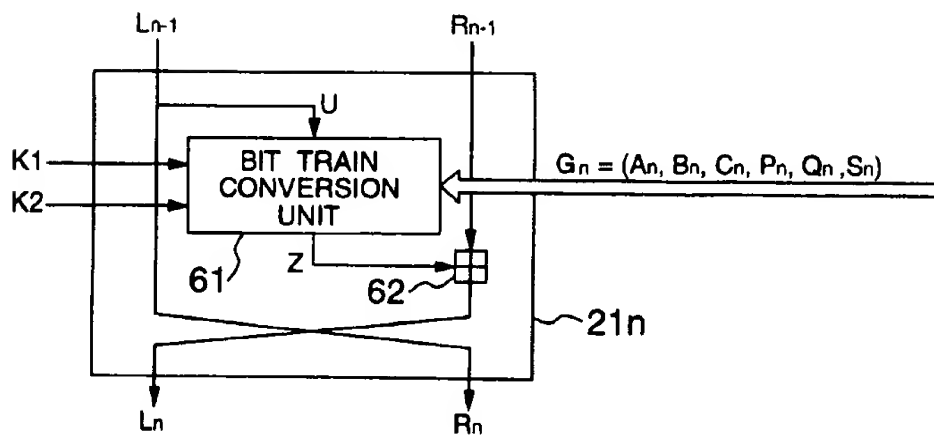 Ln-1
Rn-1
U
K1
K2
BIT TRAIN
CONVERSION
UNIT
Gn = (An, Bn, Cn, Pn, Qn ,Sn)
61
Z
62
21n
Ln
Rn